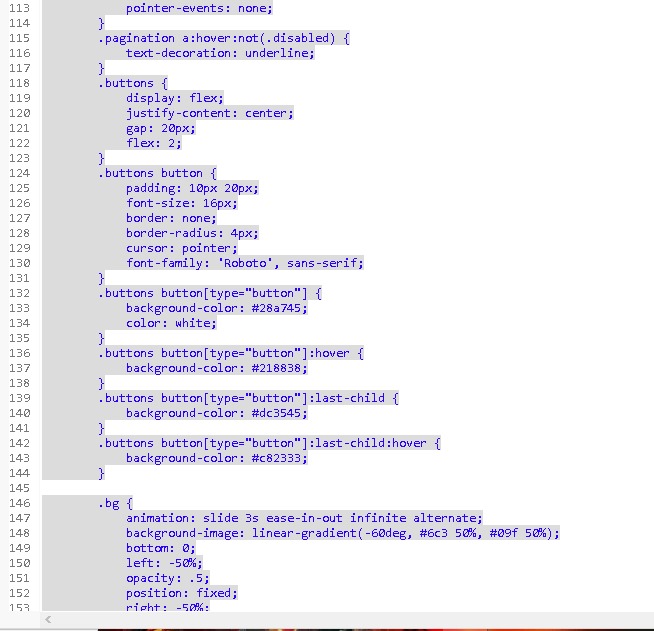 113 pointer-events: none;
114 }
115 .pagination a:hover:not(.disabled) {
116 text-decoration: underline;
117 }
118 .buttons {
119 display: flex;
120 justify-content: center;
121 gap: 20px;
122 flex: 2;
123 }
124 .buttons button {
125 padding: 10px 20px;
126 font-size: 16px;
127 border: none;
128 border-radius: 4px;
129 cursor: pointer;
130 font-family: 'Roboto', sans-serif;
131 }
132 .buttons button[type="button"] {
133 background-color: #28a745;
134 color: white;
135 }
136 .buttons button[type="button"]:hover {
137 background-color: #218838;
138 }
139 .buttons button[type="button"]:last-child {
140 background-color: #dc3545;
141 }
142 .buttons button[type="button"]:last-child:hover {
143 background-color: #c82333;
144 }
145
146 .bg {
147 animation: slide 3s ease-in-out infinite alternate;
148 background-image: linear-gradient(-60deg, #6c3 50%, #09f 50%);
149 bottom: 0;
150 left: -50%;
151 opacity: .5;
152 position: fixed;
153 right: -50%;